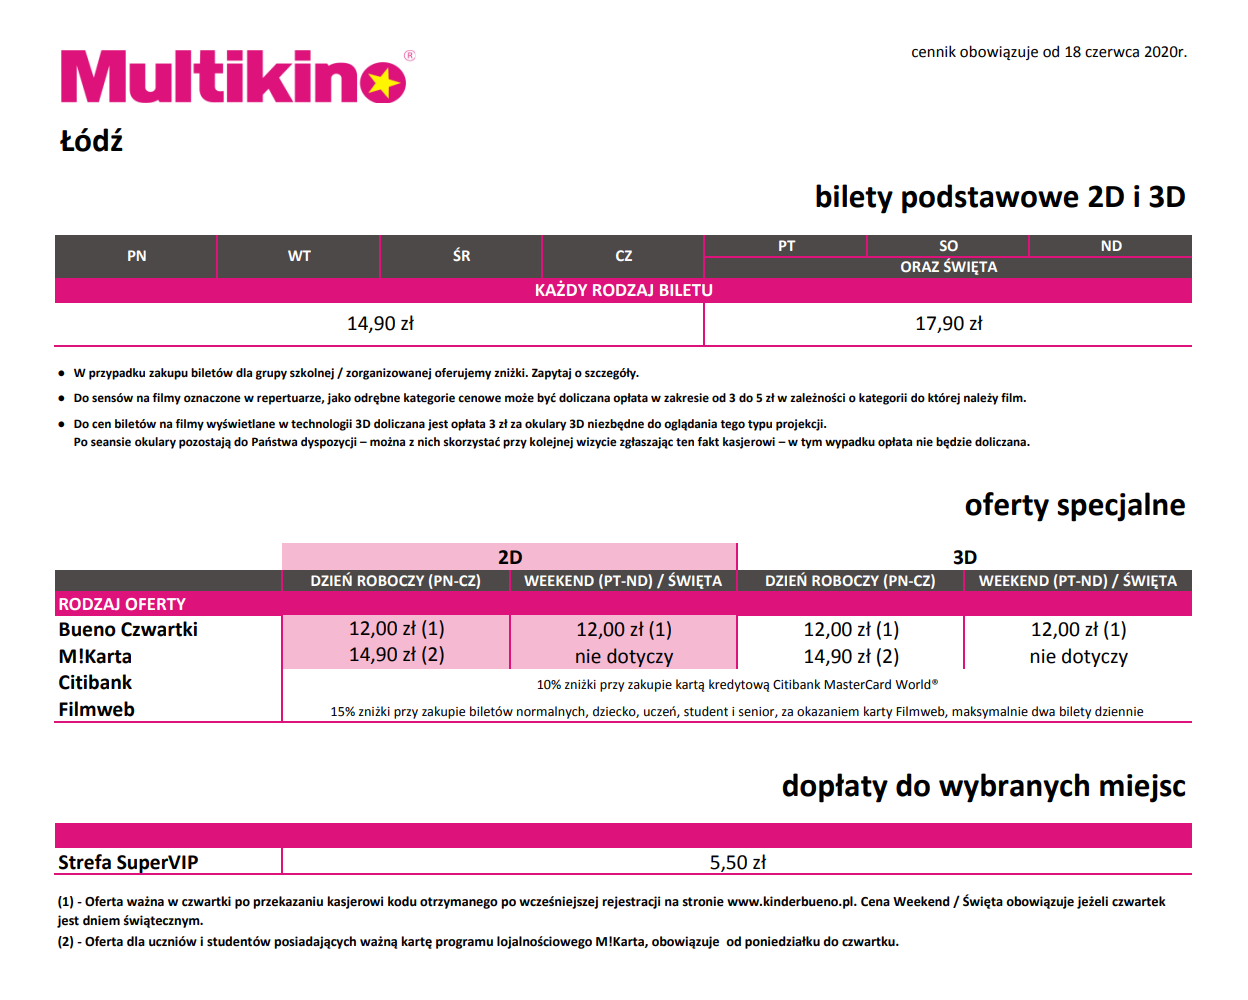 Multikino®
cennik obowiązuje od 18 czerwca 2020r.
Łódź
bilety podstawowe 2D i 3D
PN WT ŚR CZ PT SO ND
ORAZ ŚWIĘTA
KAŻDY RODZAJ BILETU
14,90 zł 17,90 zł
● W przypadku zakupu biletów dla grupy szkolnej / zorganizowanej oferujemy zniżki. Zapytaj o szczegóły.
● Do sensów na filmy oznaczone w repertuarze, jako odrębne kategorie cenowe może być doliczana opłata w zakresie od 3 do 5 zł w zależności o kategorii do której należy film.
● Do cen biletów na filmy wyświetlane w technologii 3D doliczana jest opłata 3 zł za okulary 3D niezbędne do oglądania tego typu projekcji.
Po seansie okulary pozostają do Państwa dyspozycji – można z nich skorzystać przy kolejnej wizycie zgłaszając ten fakt kasjerowi – w tym wypadku opłata nie będzie doliczana.
oferty specjalne
2D 3D
DZIEŃ ROBOCZY (PN-CZ) WEEKEND (PT-ND) / ŚWIĘTA DZIEŃ ROBOCZY (PN-CZ) WEEKEND (PT-ND) / ŚWIĘTA
RODZAJ OFERTY
Bueno Czwartki 12,00 zł (1) 12,00 zł (1) 12,00 zł (1) 12,00 zł (1)
M!Karta 14,90 zł (2) nie dotyczy 14,90 zł (2) nie dotyczy
Citibank 10% zniżki przy zakupie kartą kredytową Citibank MasterCard World®
Filmweb 15% zniżki przy zakupie biletów normalnych, dziecko, uczeń, student i senior, za okazaniem karty Filmweb, maksymalnie dwa bilety dziennie
dopłaty do wybranych miejsc
Strefa SuperVIP 5,50 zł
(1) - Oferta ważna w czwartki po przekazaniu kasjerowi kodu otrzymanego po wcześniejszej rejestracji na stronie www.kinderbueno.pl. Cena Weekend / Święta obowiązuje jeżeli czwartek
jest dniem świątecznym.
(2) - Oferta dla uczniów i studentów posiadających ważną kartę programu lojalnościowego M!Karta, obowiązuje od poniedziałku do czwartku.